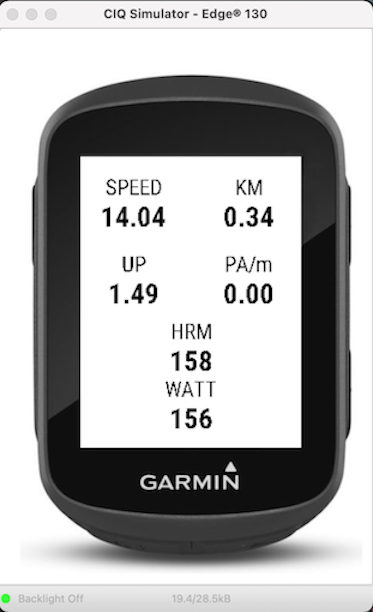 CIQ Simulator - Edge® 130
SPEED KM
14.04 0.34
UP PA/m
1.49 0.00
HRM
158
WATT
156
GARMIN
Backlight Off 19.4/28.5kB